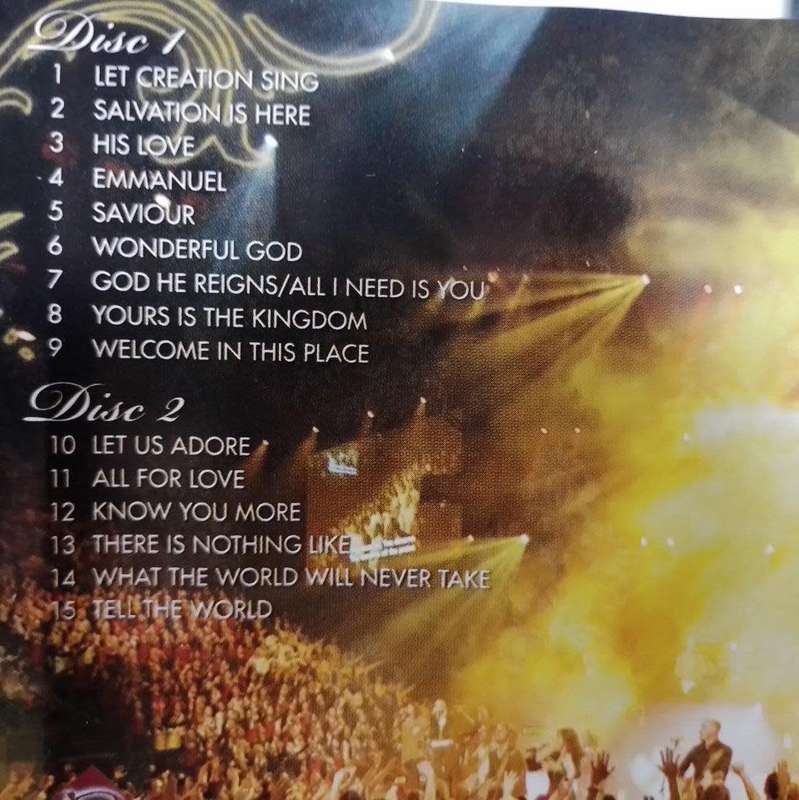 Disc 1
1 LET CREATION SING
2 SALVATION IS HERE
3 HIS LOVE
4 EMMANUEL
5 SAVIOUR
6 WONDERFUL GOD
7 GOD HE REIGNS/ALL I NEED IS YOU
8 YOURS IS THE KINGDOM
9 WELCOME IN THIS PLACE
Disc 2
10 LET US ADORE
11 ALL FOR LOVE
12 KNOW YOU MORE
13 THERE IS NOTHING LIKE
14 WHAT THE WORLD WILL NEVER TAKE
15 TELL THE WORLD